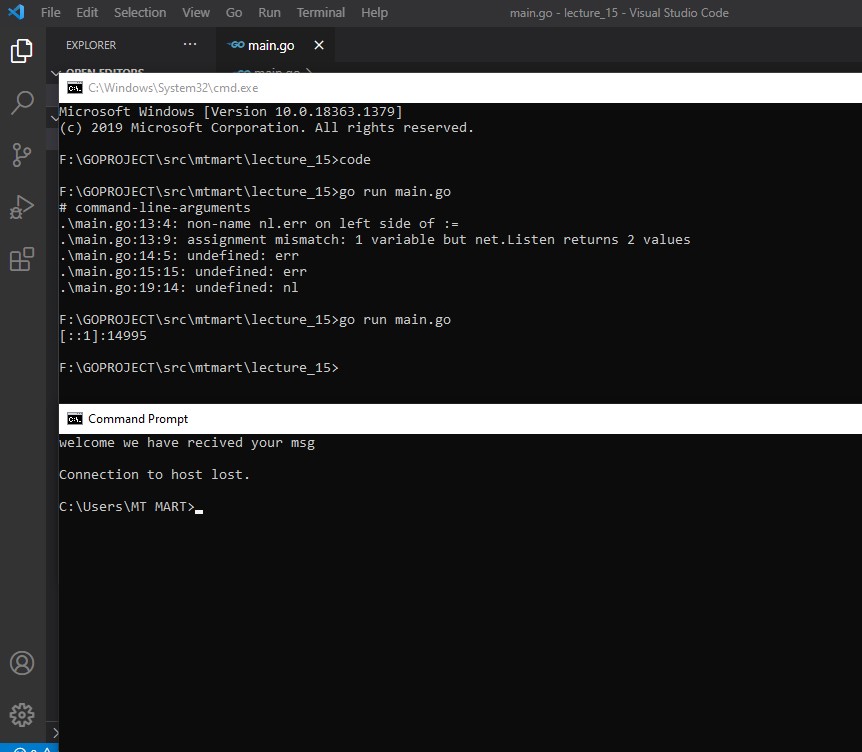 File Edit Selection View Go Run Terminal Help main.go - lecture_15 - Visual Studio Code
EXPLORER ... GO main.go ×
OPEN EDITORS GO main.go >
C:\Windows\System32\cmd.exe
Microsoft Windows [Version 10.0.18363.1379]
(c) 2019 Microsoft Corporation. All rights reserved.
F:\GOPROJECT\src\mtmart\lecture_15>code
F:\GOPROJECT\src\mtmart\lecture_15>go run main.go
# command-line-arguments
.\main.go:13:4: non-name nl.err on left side of :=
.\main.go:13:9: assignment mismatch: 1 variable but net.Listen returns 2 values
.\main.go:14:5: undefined: err
.\main.go:15:15: undefined: err
.\main.go:19:14: undefined: nl
F:\GOPROJECT\src\mtmart\lecture_15>go run main.go
[::1]:14995
F:\GOPROJECT\src\mtmart\lecture_15>
Command Prompt
welcome we have recived your msg
Connection to host lost.
C:\Users\MT MART>